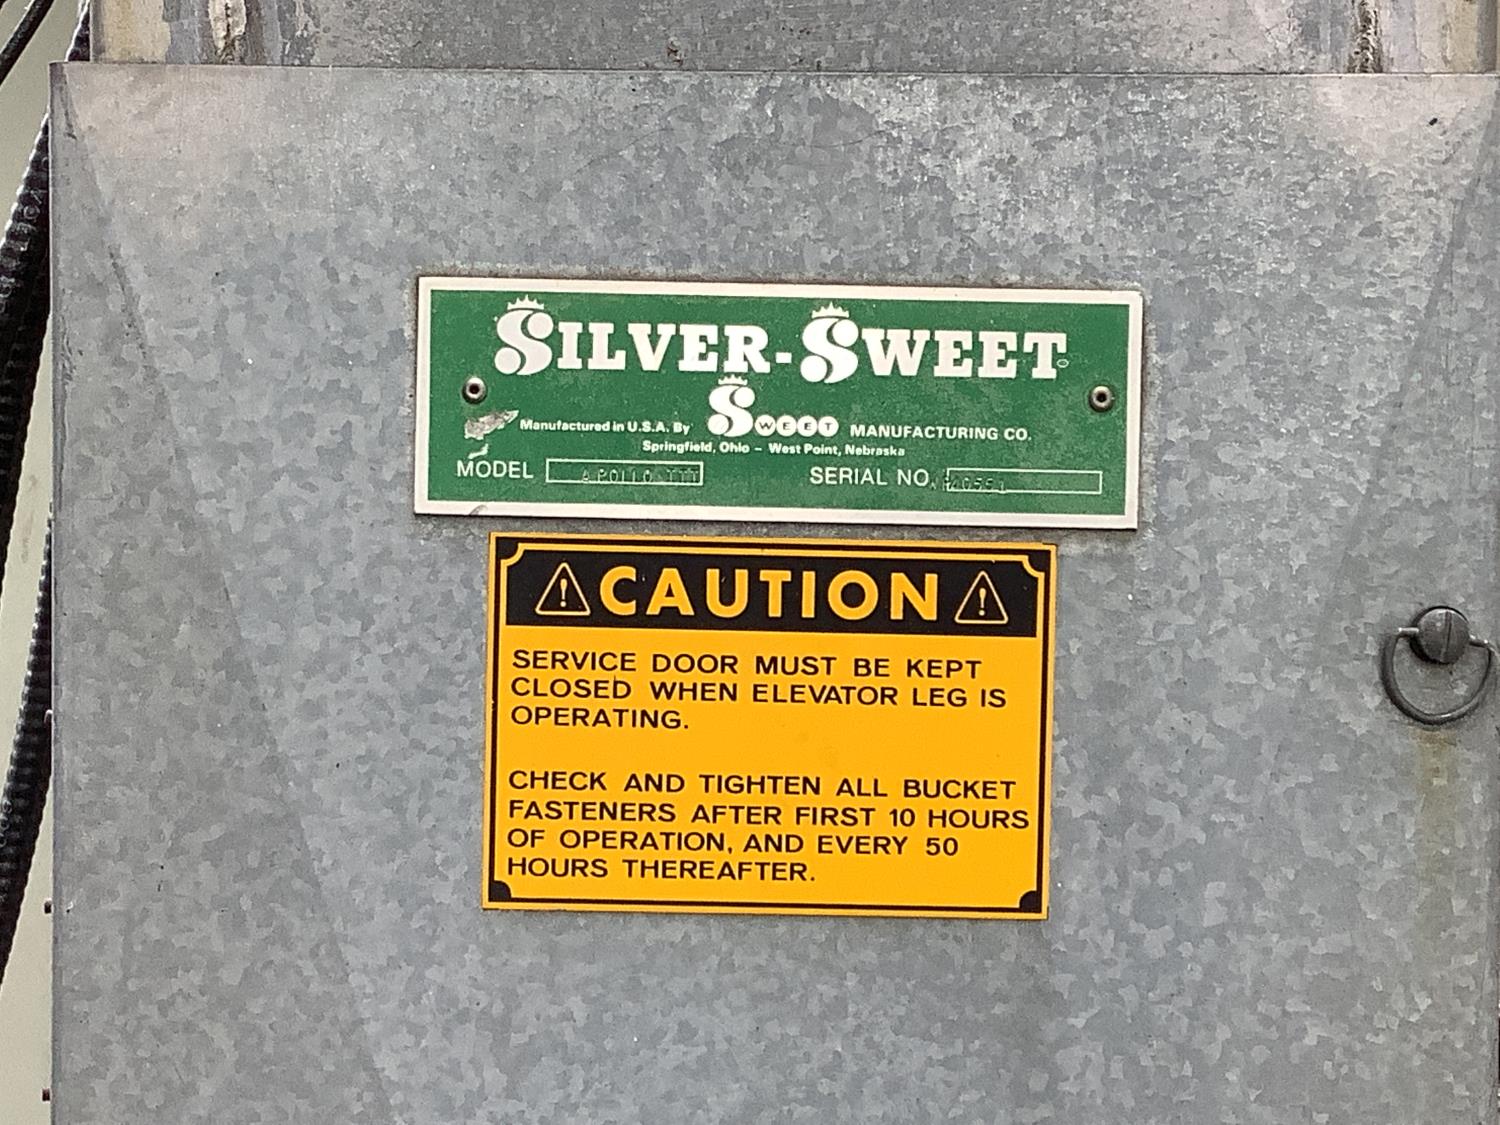 SILVER-SWEET
Manufactured in U.S.A. By SWEET MANUFACTURING CO.
Springfield, Ohio – West Point, Nebraska
MODEL APOLLO III SERIAL NO.
CAUTION
SERVICE DOOR MUST BE KEPT
CLOSED WHEN ELEVATOR LEG IS
OPERATING.
CHECK AND TIGHTEN ALL BUCKET
FASTENERS AFTER FIRST 10 HOURS
OF OPERATION, AND EVERY 50
HOURS THEREAFTER.